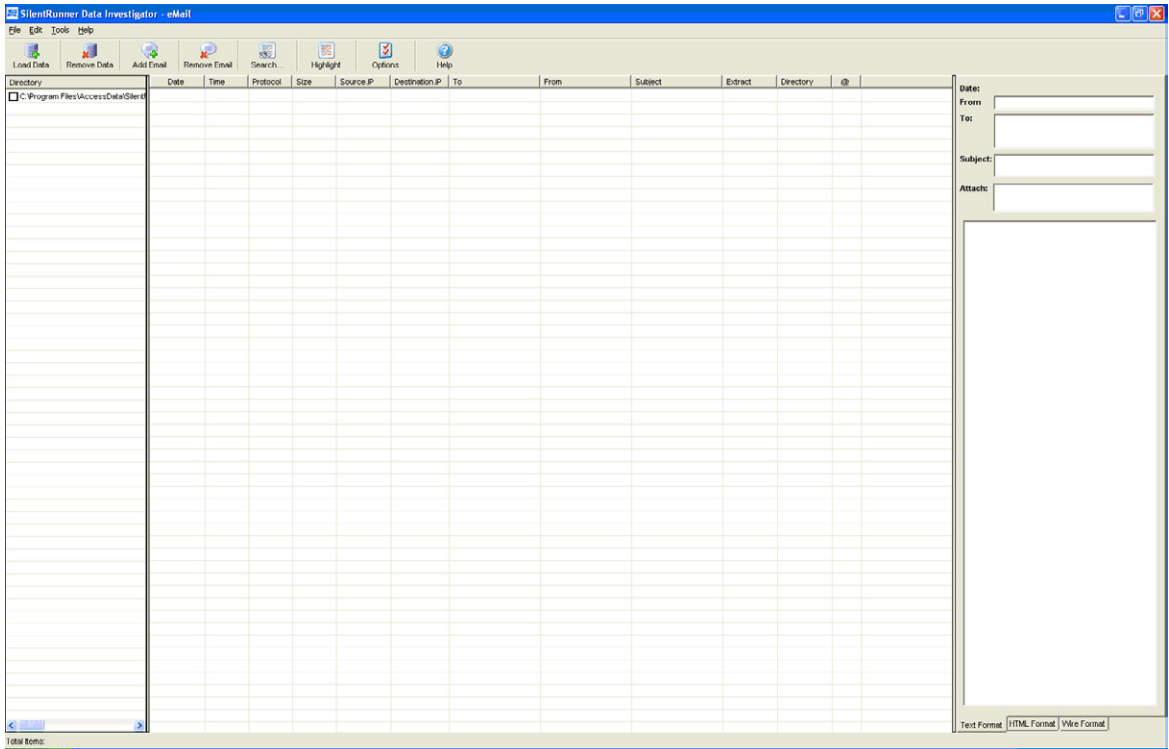 SilentRunner Data Investigator - eMail
File Edit Tools Help
Load Data Remove Data Add Email Remove Email Search... Highlight Options Help
Directory Date Time Protocol Size Source.IP Destination.IP To From Subject Extract Directory @
C:\Program Files\AccessData\Silent
Date:
From
To:
Subject:
Attach:
Text Format HTML Format Wire Format
Total Items: